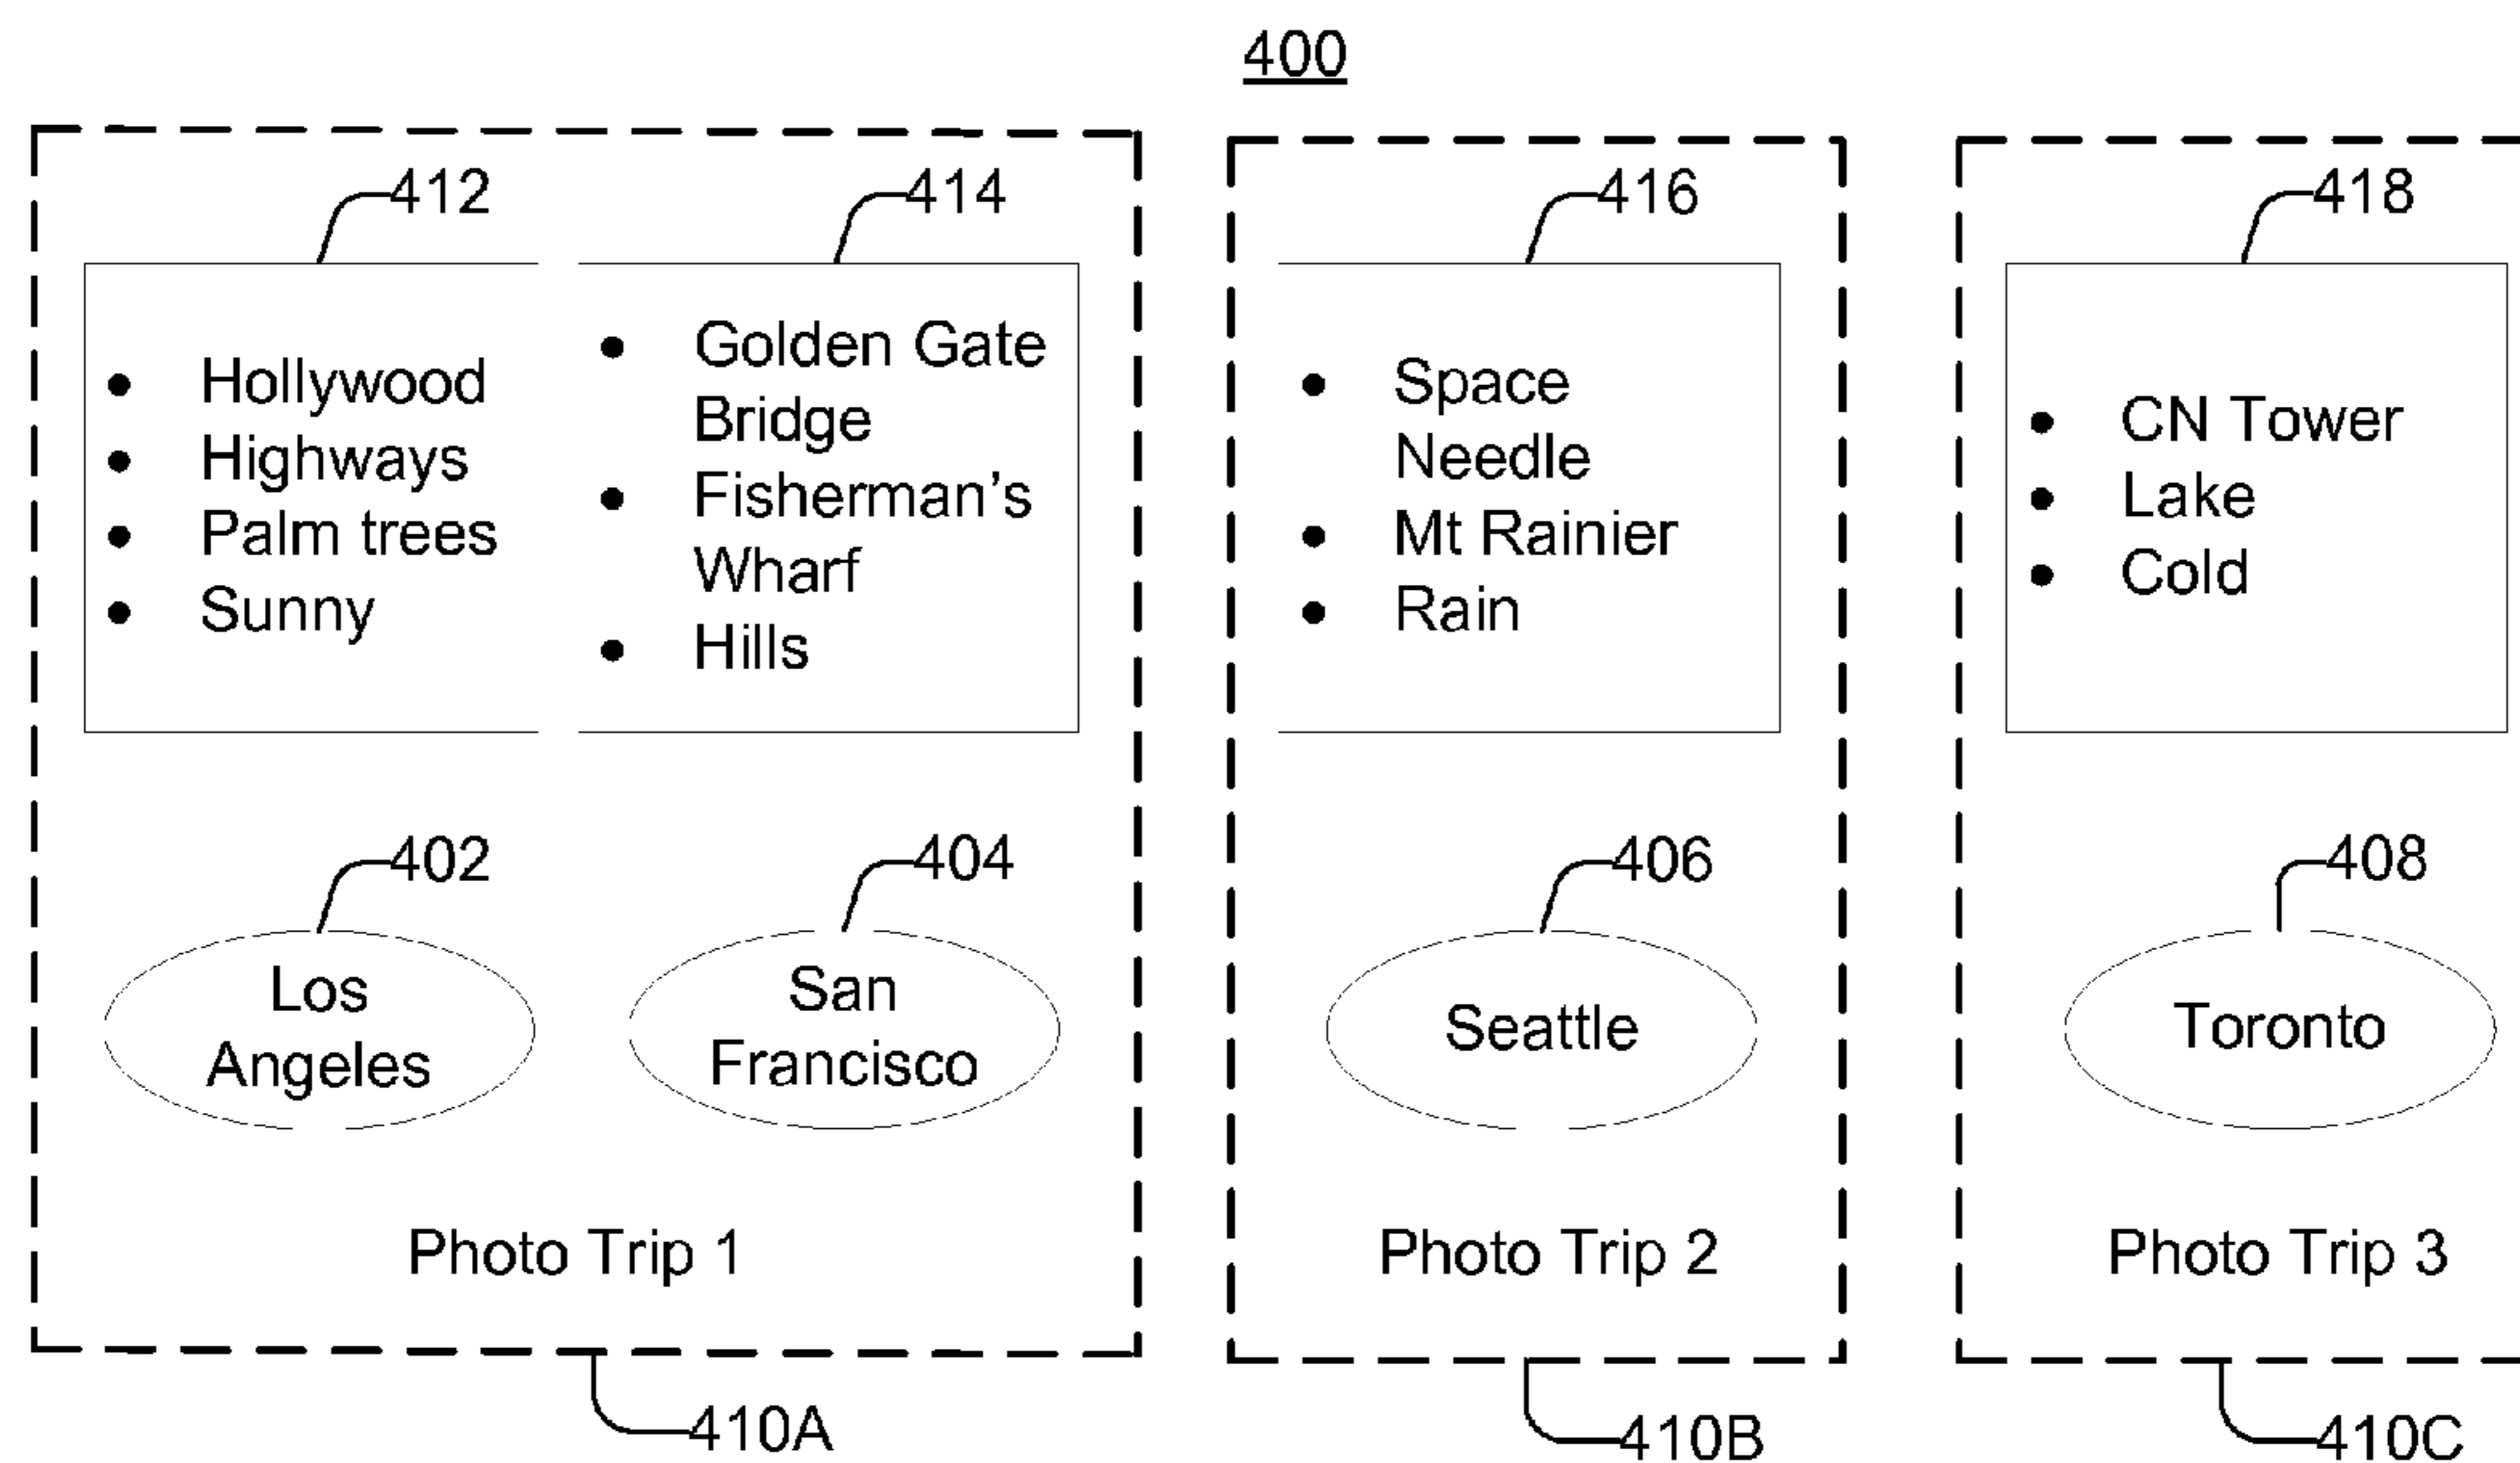 400
412
414
416
418
• Hollywood
• Highways
• Palm trees
• Sunny
• Golden Gate
Bridge
• Fisherman's
Wharf
• Hills
• Space
Needle
• Mt Rainier
• Rain
• CN Tower
• Lake
• Cold
402
404
406
408
Los
Angeles
San
Francisco
Seattle
Toronto
Photo Trip 1
Photo Trip 2
Photo Trip 3
410A
410B
410C